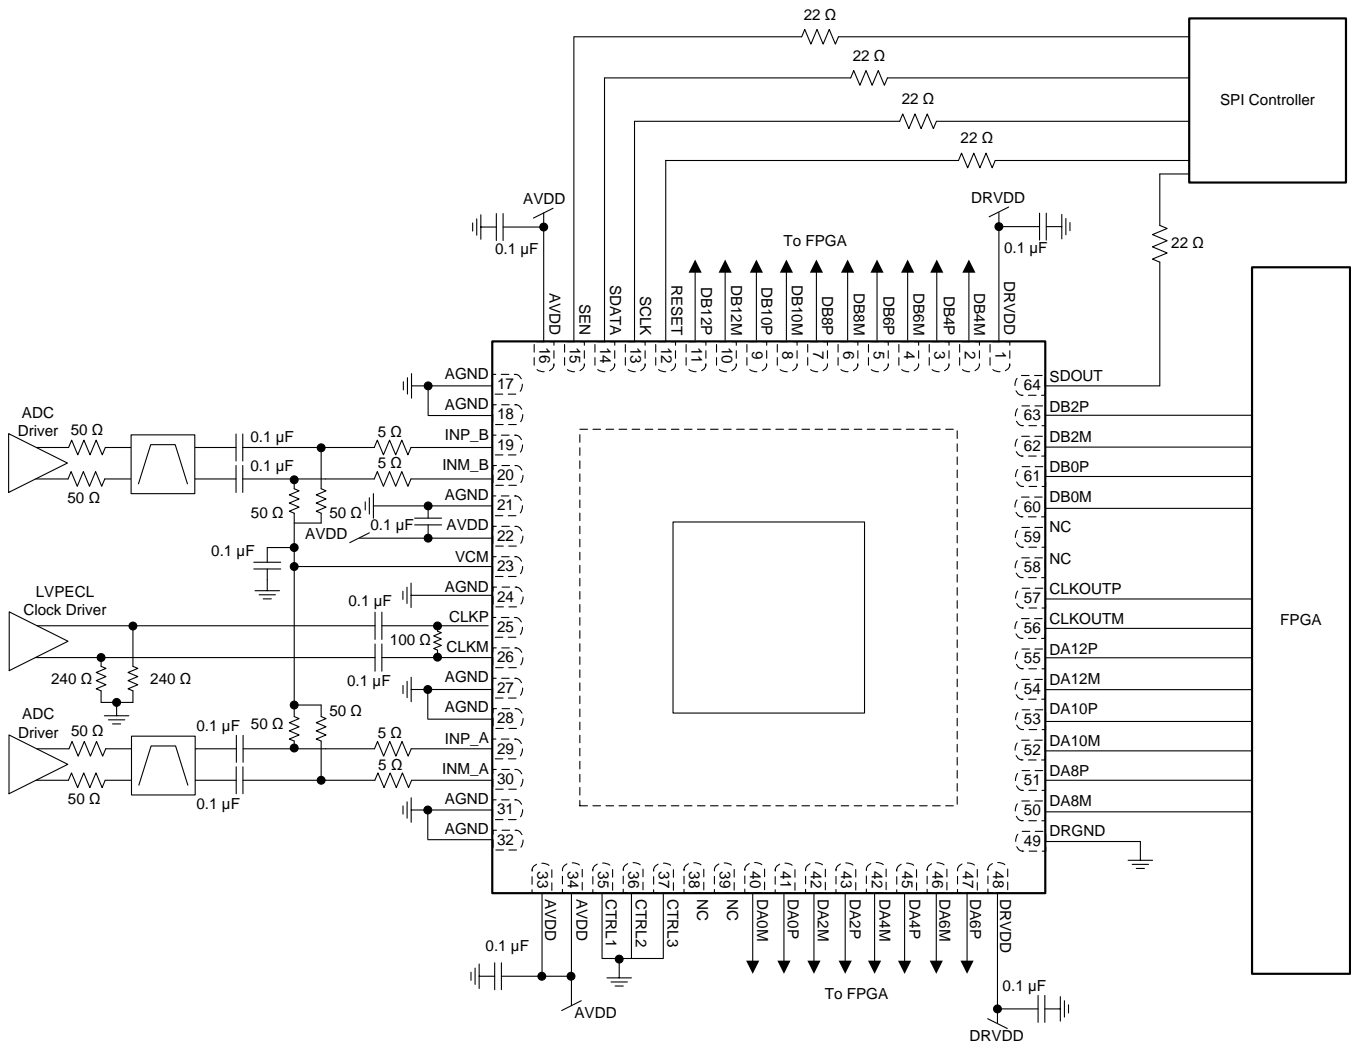 22 Ω
22 Ω
22 Ω
22 Ω
SPI Controller
22 Ω
AVDD
0.1 µF
DRVDD
0.1 µF
To FPGA
AVDD
SEN
SDATA
SCLK
RESET
DB12P
DB12M
DB10P
DB10M
DB8P
DB8M
DB6P
DB6M
DB4P
DB4M
DRVDD
16
15
14
13
12
11
10
9
8
7
6
5
4
3
2
1
ADC
Driver
50 Ω
50 Ω
0.1 µF
0.1 µF
5 Ω
5 Ω
50 Ω
50 Ω
0.1 µF
AVDD
0.1 µF
AGND
17
AGND
18
INP_B
19
INM_B
20
AGND
21
AVDD
22
VCM
23
AGND
24
CLKP
25
CLKM
26
AGND
27
AGND
28
INP_A
29
INM_A
30
AGND
31
AGND
32
LVPECL
Clock Driver
0.1 µF
100 Ω
0.1 µF
240 Ω
240 Ω
ADC
Driver
50 Ω
50 Ω
0.1 µF
0.1 µF
50 Ω
50 Ω
5 Ω
5 Ω
64
SDOUT
63
DB2P
62
DB2M
61
DB0P
60
DB0M
59
NC
58
NC
57
CLKOUTP
56
CLKOUTM
55
DA12P
54
DA12M
53
DA10P
52
DA10M
51
DA8P
50
DA8M
49
DRGND
FPGA
33
34
35
36
37
38
39
40
41
42
43
42
45
46
47
48
AVDD
AVDD
CTRL1
CTRL2
CTRL3
NC
NC
DA0M
DA0P
DA2M
DA2P
DA4M
DA4P
DA6M
DA6P
DRVDD
0.1 µF
AVDD
To FPGA
0.1 µF
DRVDD